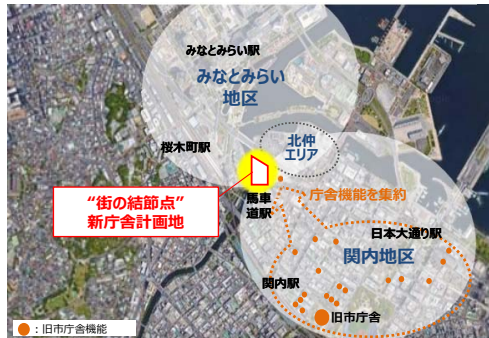 みなとみらい駅
みなとみらい
地区
桜木町駅
北仲
エリア
“街の結節点”
新庁舎計画地
馬車
道駅
庁舎機能を集約
日本大通り駅
関内地区
関内駅
旧市庁舎
：旧市庁舎機能